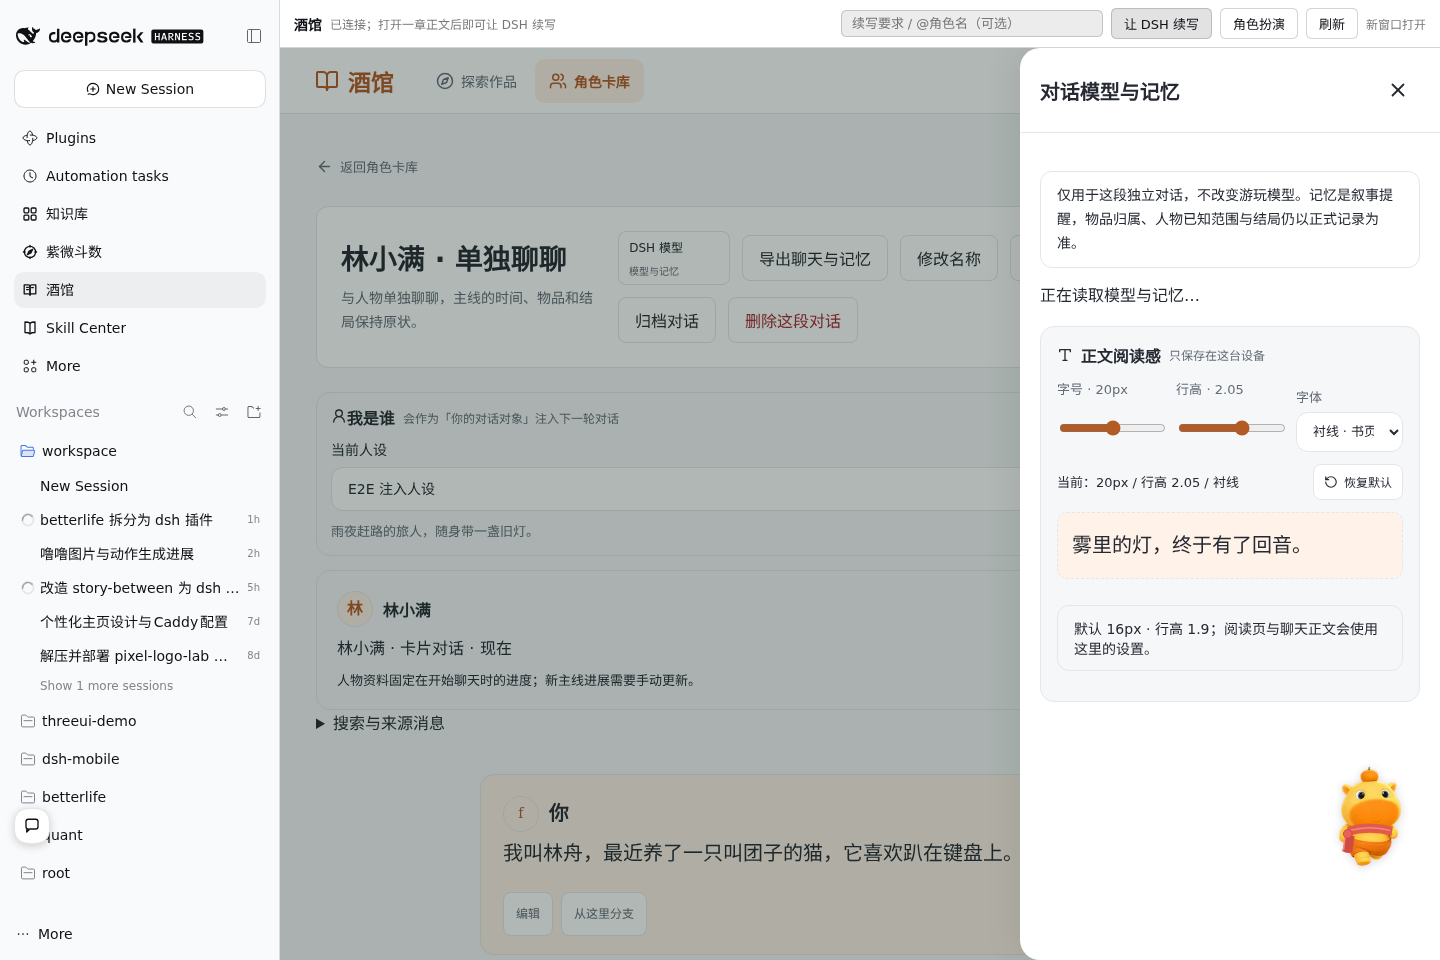 deepseek HARNESS
New Session
Plugins
Automation tasks
知识库
紫微斗数
酒馆
Skill Center
More
Workspaces
workspace
New Session
betterlife 拆分为 dsh 插件 1h
噜噜图片与动作生成进展 2h
改造 story-between 为 dsh ... 5h
个性化主页设计与Caddy配置 7d
解压并部署 pixel-logo-lab ... 8d
Show 1 more sessions
threeui-demo
dsh-mobile
betterlife
quant
root
More
酒馆 已连接；打开一章正文后即可让 DSH 续写
续写要求 / @角色名（可选）
让 DSH 续写
角色扮演
刷新
新窗口打开
酒馆
探索作品
角色卡库
返回角色卡库
林小满 · 单独聊聊
与人物单独聊聊，主线的时间、物品和结
局保持原状。
DSH 模型
模型与记忆
导出聊天与记忆
修改名称
归档对话
删除这段对话
我是谁 会作为「你的对话对象」注入下一轮对话
当前人设
E2E 注入人设
雨夜赶路的旅人，随身带一盏旧灯。
林 林小满
林小满 · 卡片对话 · 现在
人物资料固定在开始聊天时的进度；新主线进展需要手动更新。
搜索与来源消息
f 你
我叫林舟，最近养了一只叫团子的猫，它喜欢趴在键盘上。
编辑
从这里分支
对话模型与记忆
仅用于这段独立对话，不改变游玩模型。记忆是叙事提
醒，物品归属、人物已知范围与结局仍以正式记录为
准。
正在读取模型与记忆…
正文阅读感 只保存在这台设备
字号 · 20px
行高 · 2.05
字体
衬线 · 书页
当前：20px / 行高 2.05 / 衬线
恢复默认
雾里的灯，终于有了回音。
默认 16px · 行高 1.9；阅读页与聊天正文会使用
这里的设置。